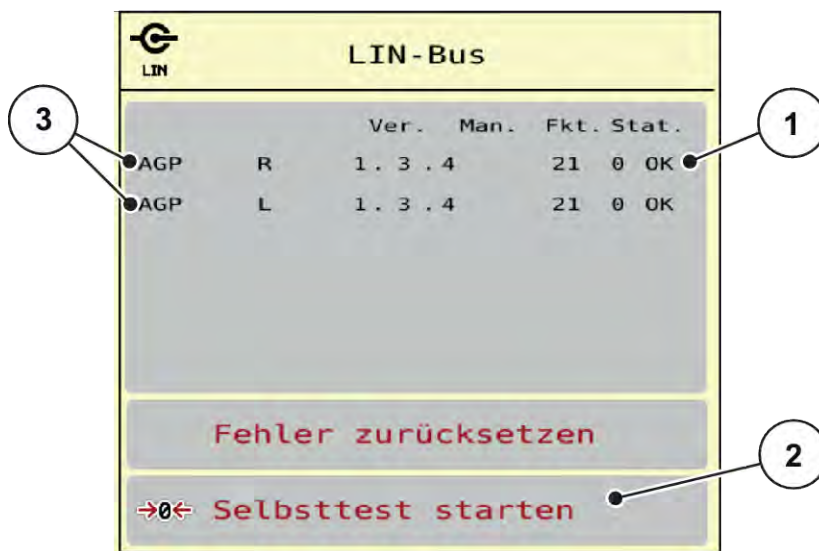 LIN
LIN-Bus
Ver. Man. Fkt. Stat.
3
1
AGP R 1.3.4 21 0 OK
AGP L 1.3.4 21 0 OK
Fehler zurücksetzen
2
→0← Selbsttest starten